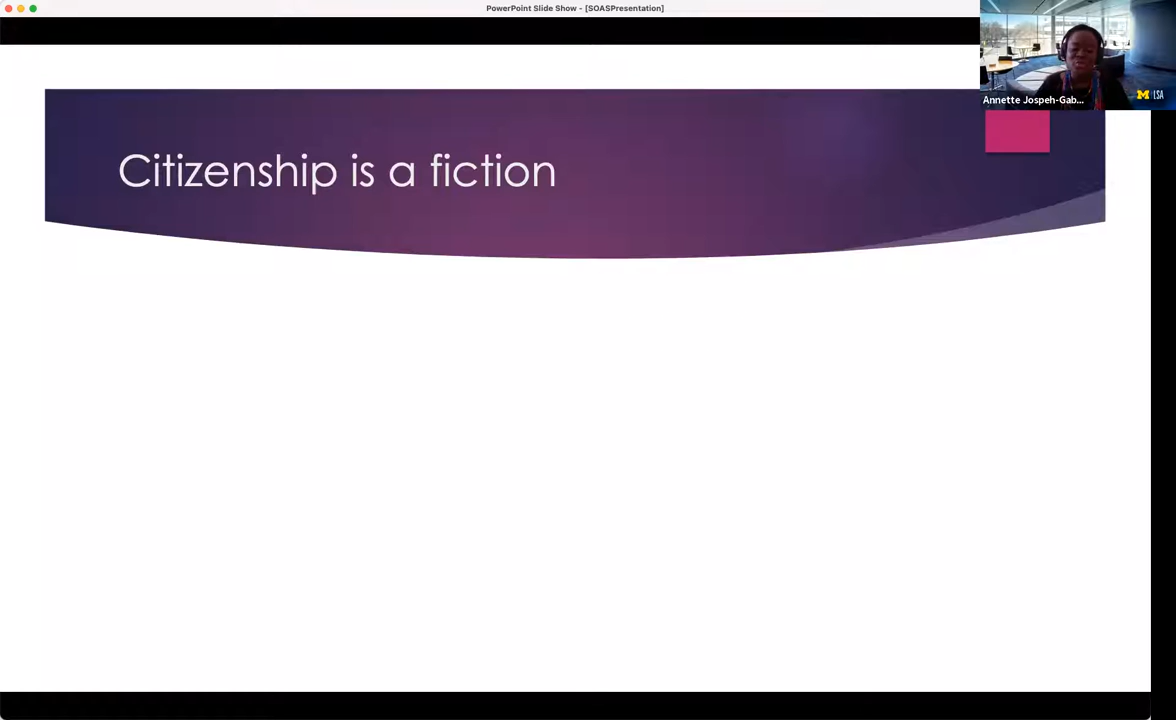 PowerPoint Slide Show - [SOASPresentation]
Citizenship is a fiction
Annette Jospeh-Gab...
M LSA